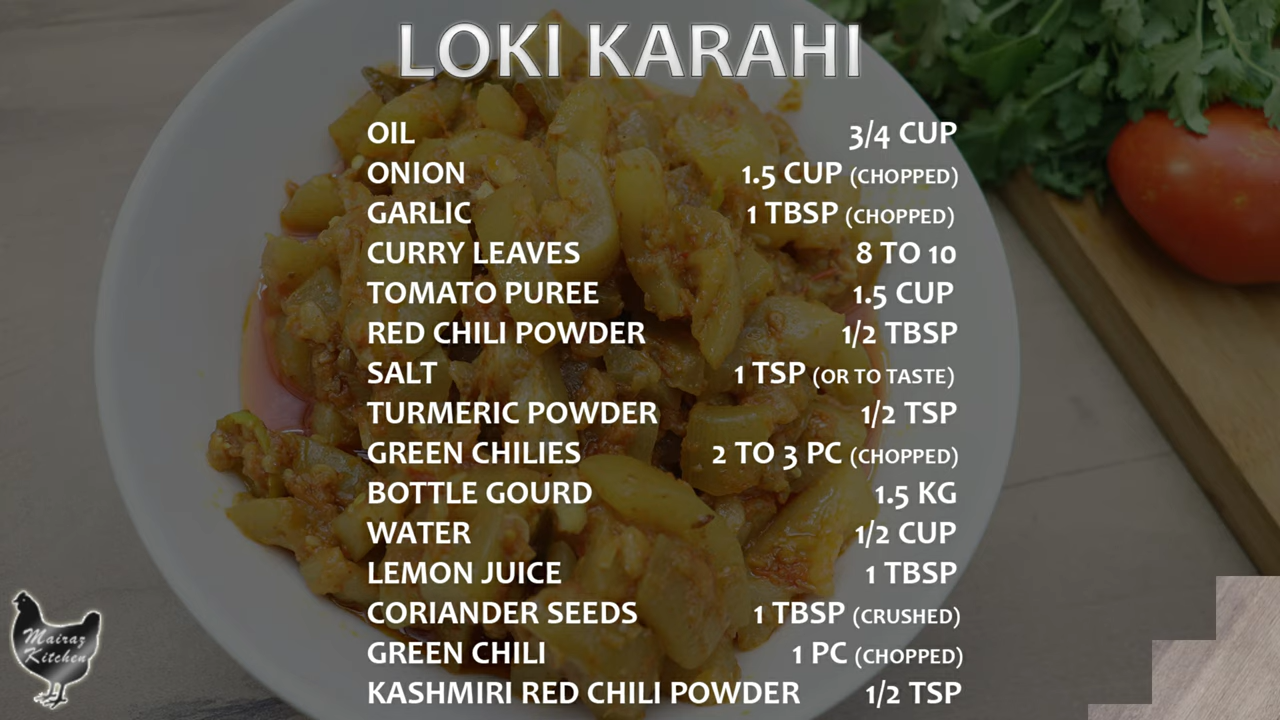 LOKI KARAHI
OIL 3/4 CUP
ONION 1.5 CUP (CHOPPED)
GARLIC 1 TBSP (CHOPPED)
CURRY LEAVES 8 TO 10
TOMATO PUREE 1.5 CUP
RED CHILI POWDER 1/2 TBSP
SALT 1 TSP (OR TO TASTE)
TURMERIC POWDER 1/2 TSP
GREEN CHILIES 2 TO 3 PC (CHOPPED)
BOTTLE GOURD 1.5 KG
WATER 1/2 CUP
LEMON JUICE 1 TBSP
CORIANDER SEEDS 1 TBSP (CRUSHED)
GREEN CHILI 1 PC (CHOPPED)
KASHMIRI RED CHILI POWDER 1/2 TSP
Mairaz
Kitchen